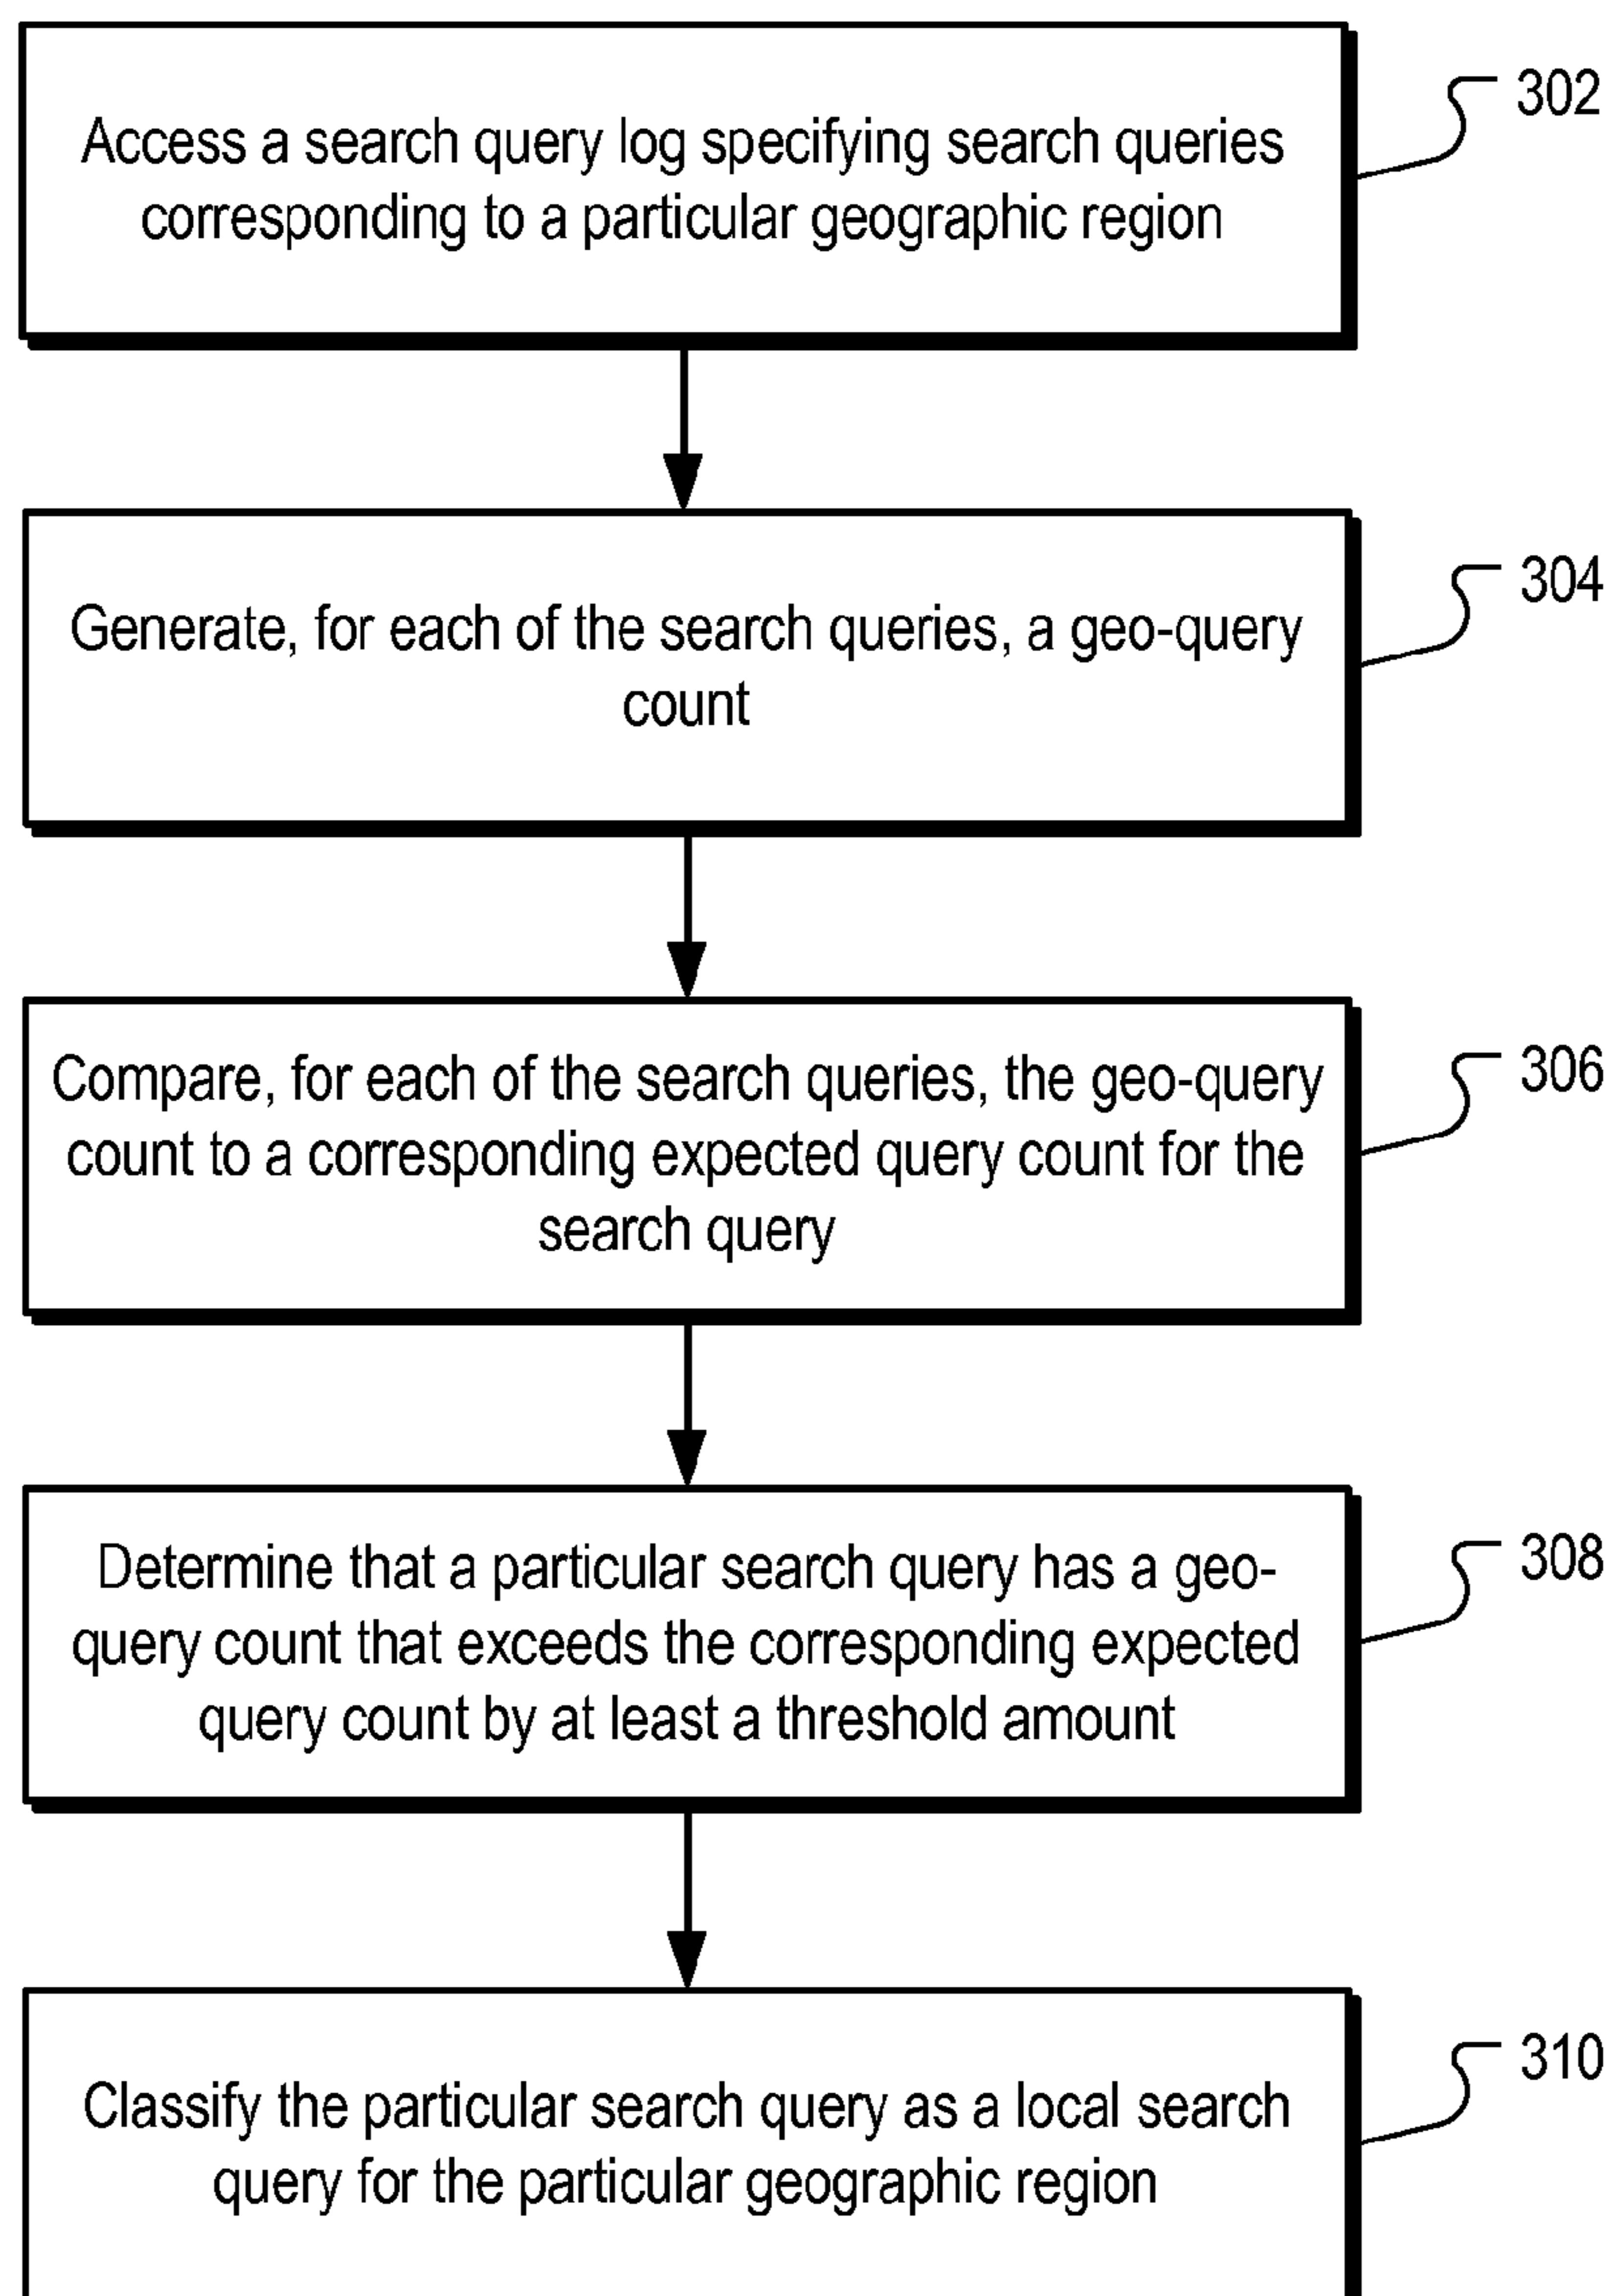 Access a search query log specifying search queries
corresponding to a particular geographic region
302
Generate, for each of the search queries, a geo-query
count
304
Compare, for each of the search queries, the geo-query
count to a corresponding expected query count for the
search query
306
Determine that a particular search query has a geo-
query count that exceeds the corresponding expected
query count by at least a threshold amount
308
Classify the particular search query as a local search
query for the particular geographic region
310